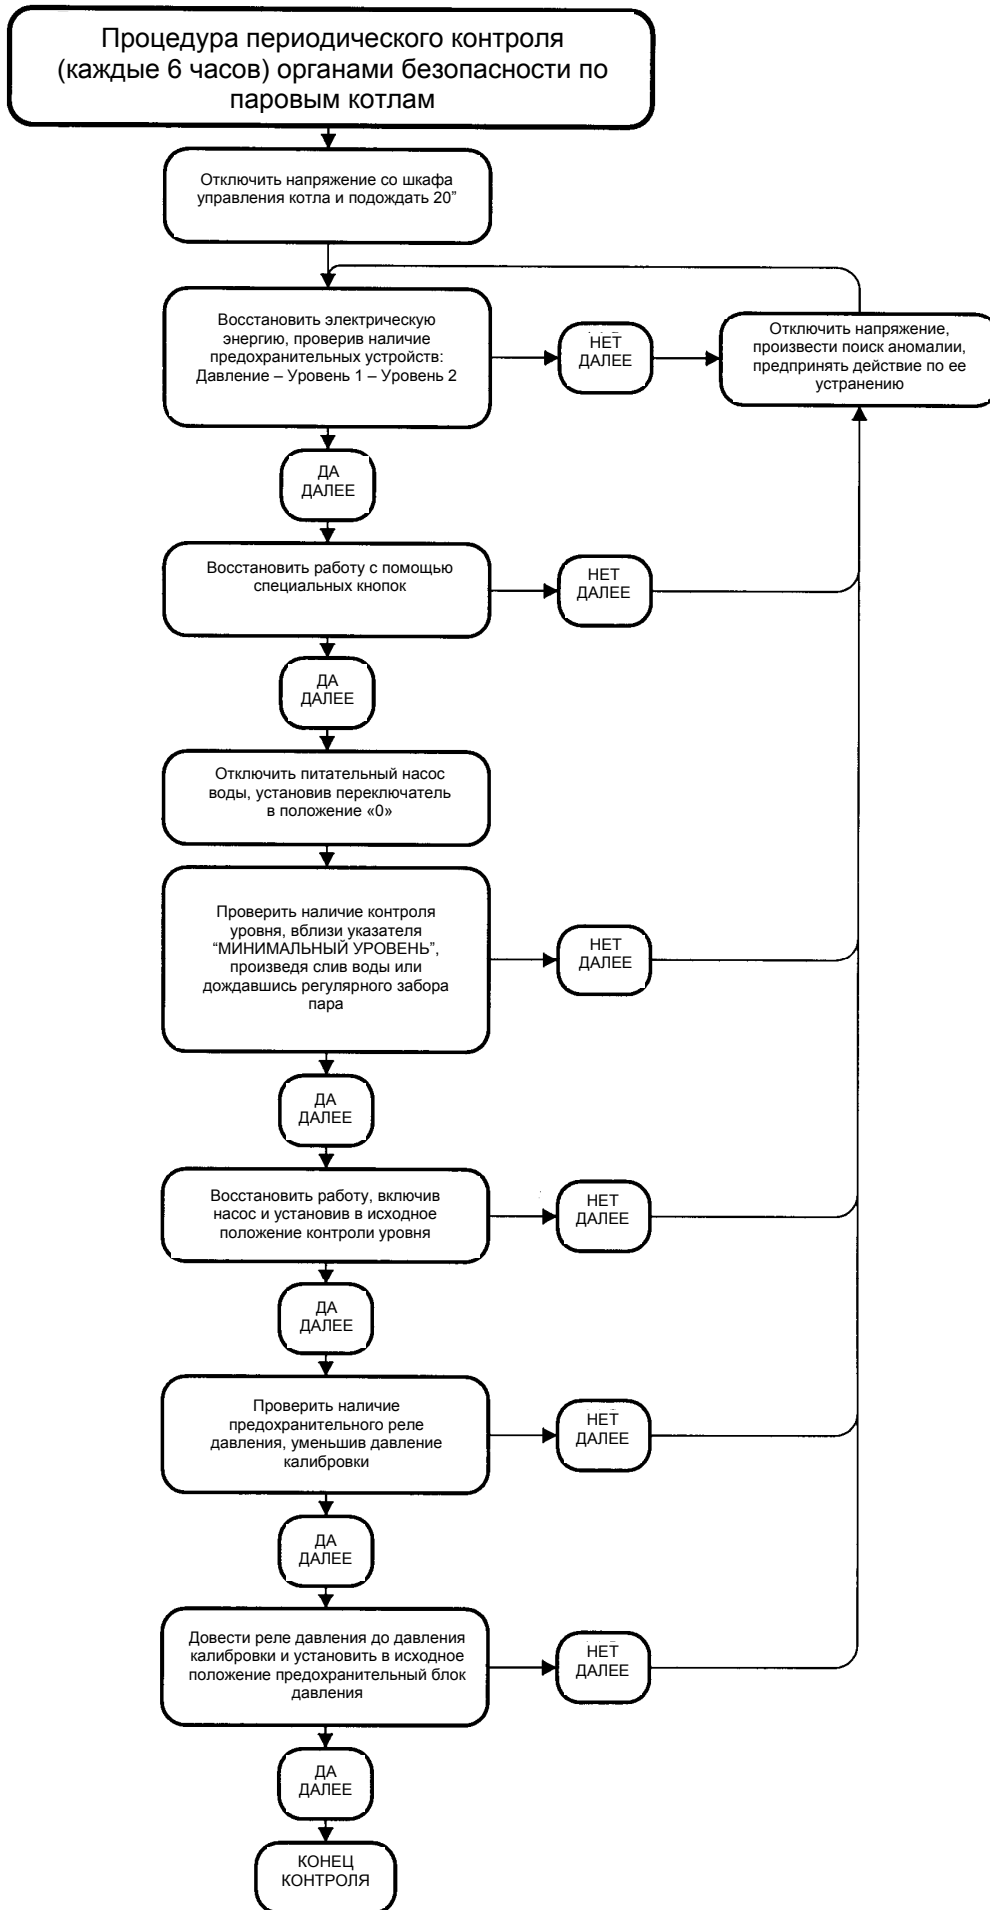 Процедура периодического контроля
(каждые 6 часов) органами безопасности по
паровым котлам
Отключить напряжение со шкафа
управления котла и подождать 20”
Восстановить электрическую
энергию, проверив наличие
предохранительных устройств:
Давление – Уровень 1 – Уровень 2
НЕТ
ДАЛЕЕ
Отключить напряжение,
произвести поиск аномалии,
предпринять действие по ее
устранению
ДА
ДАЛЕЕ
Восстановить работу с помощью
специальных кнопок
НЕТ
ДАЛЕЕ
ДА
ДАЛЕЕ
Отключить питательный насос
воды, установив переключатель
в положение «0»
Проверить наличие контроля
уровня, вблизи указателя
“МИНИМАЛЬНЫЙ УРОВЕНЬ”,
произведя слив воды или
дождавшись регулярного забора
пара
НЕТ
ДАЛЕЕ
ДА
ДАЛЕЕ
Восстановить работу, включив
насос и установив в исходное
положение контроли уровня
НЕТ
ДАЛЕЕ
ДА
ДАЛЕЕ
Проверить наличие
предохранительного реле
давления, уменьшив давление
калибровки
НЕТ
ДАЛЕЕ
ДА
ДАЛЕЕ
Довести реле давления до давления
калибровки и установить в исходное
положение предохранительный блок
давления
НЕТ
ДАЛЕЕ
ДА
ДАЛЕЕ
КОНЕЦ
КОНТРОЛЯ